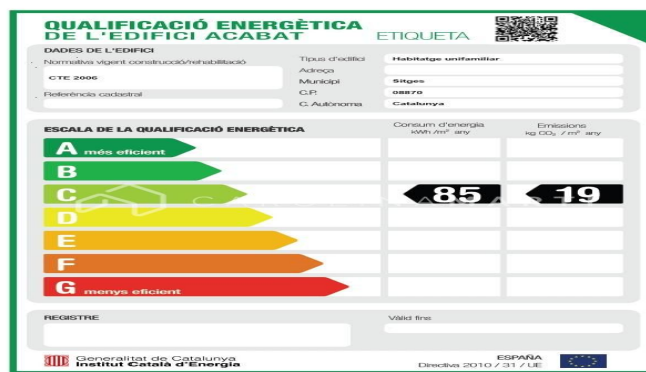 QUALIFICACIÓ ENERGÈTICA
DE L'EDIFICI ACABAT
ETIQUETA
DADES DE L'EDIFICI
Normativa vigent construcció/rehabilitació
CTE 2006
Referència cadastral
Tipus d'edifici Habitatge unifamiliar
Adreça
Municipi Sitges
C.P. 08870
C. Autònoma Catalunya
ESCALA DE LA QUALIFICACIÓ ENERGÈTICA
Consum d'energia
kWh /m² any
Emissions
kg CO₂ / m² any
A més eficient
B
C 85 19
D
E
F
G menys eficient
REGISTRE
Vàlid fins
Generalitat de Catalunya
Institut Català d'Energia
ESPAÑA
Directiva 2010 / 31 / UE